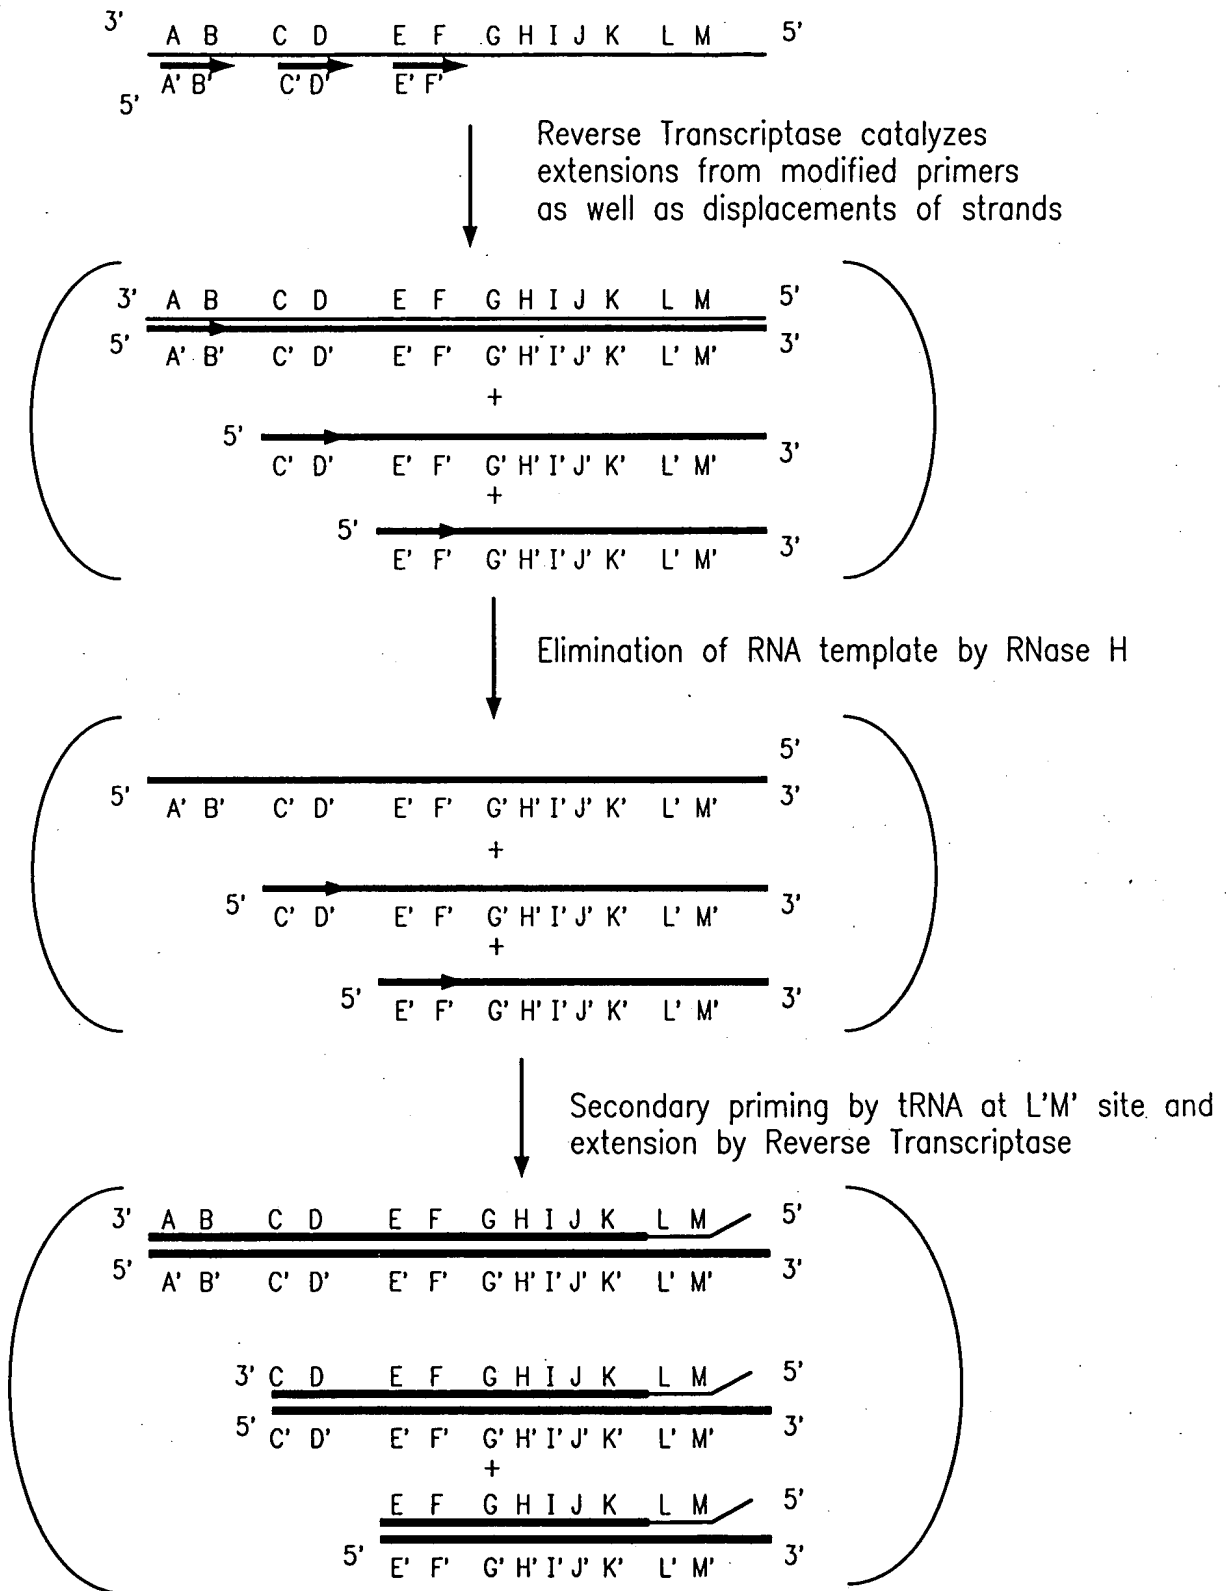 3' A B C D E F G H I J K L M 5'
5' A' B' C' D' E' F'
Reverse Transcriptase catalyzes
extensions from modified primers
as well as displacements of strands
3' A B C D E F G H I J K L M 5'
5' A' B' C' D' E' F' G' H' I' J' K' L' M' 3'
+
5' C' D' E' F' G' H' I' J' K' L' M' 3'
+
5' E' F' G' H' I' J' K' L' M' 3'
Elimination of RNA template by RNase H
5'
5' A' B' C' D' E' F' G' H' I' J' K' L' M' 3'
+
5' C' D' E' F' G' H' I' J' K' L' M' 3'
+
5' E' F' G' H' I' J' K' L' M' 3'
Secondary priming by tRNA at L'M' site and
extension by Reverse Transcriptase
3' A B C D E F G H I J K L M 5'
5' A' B' C' D' E' F' G' H' I' J' K' L' M' 3'
3' C D E F G H I J K L M 5'
5' C' D' E' F' G' H' I' J' K' L' M' 3'
+
E F G H I J K L M 5'
5' E' F' G' H' I' J' K' L' M' 3'